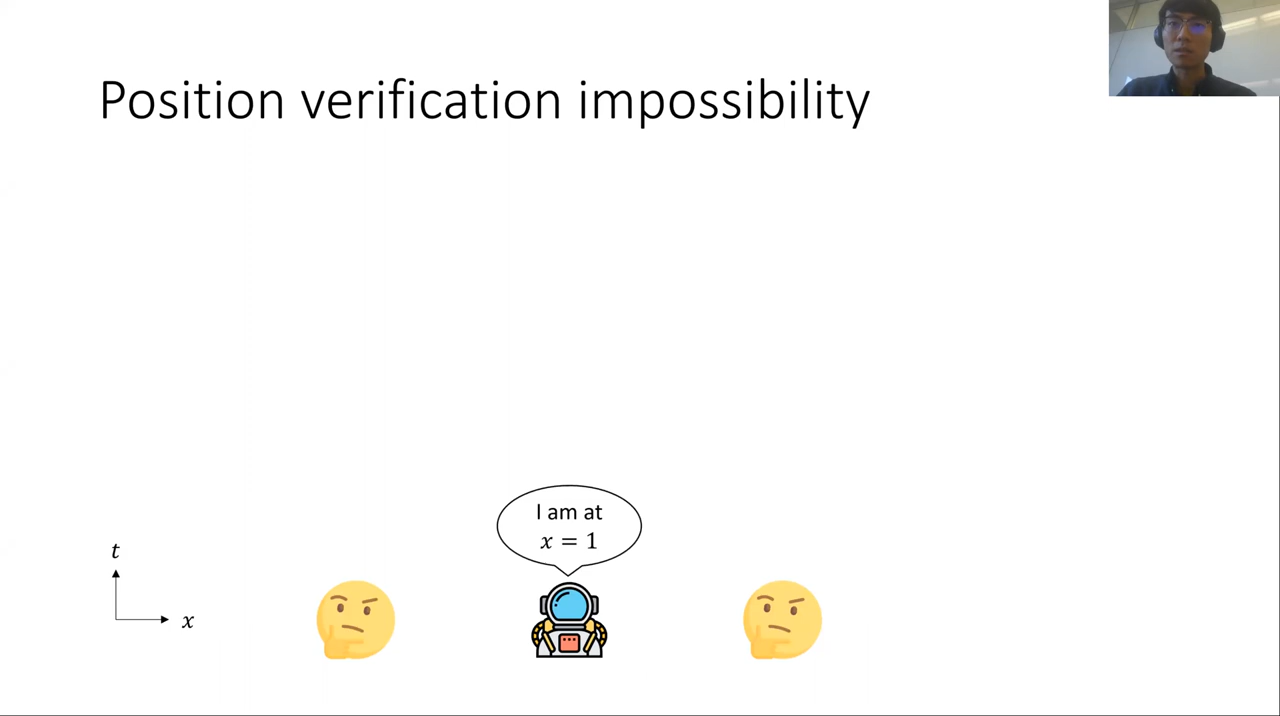 Position verification impossibility
I am at
x = 1
t
x